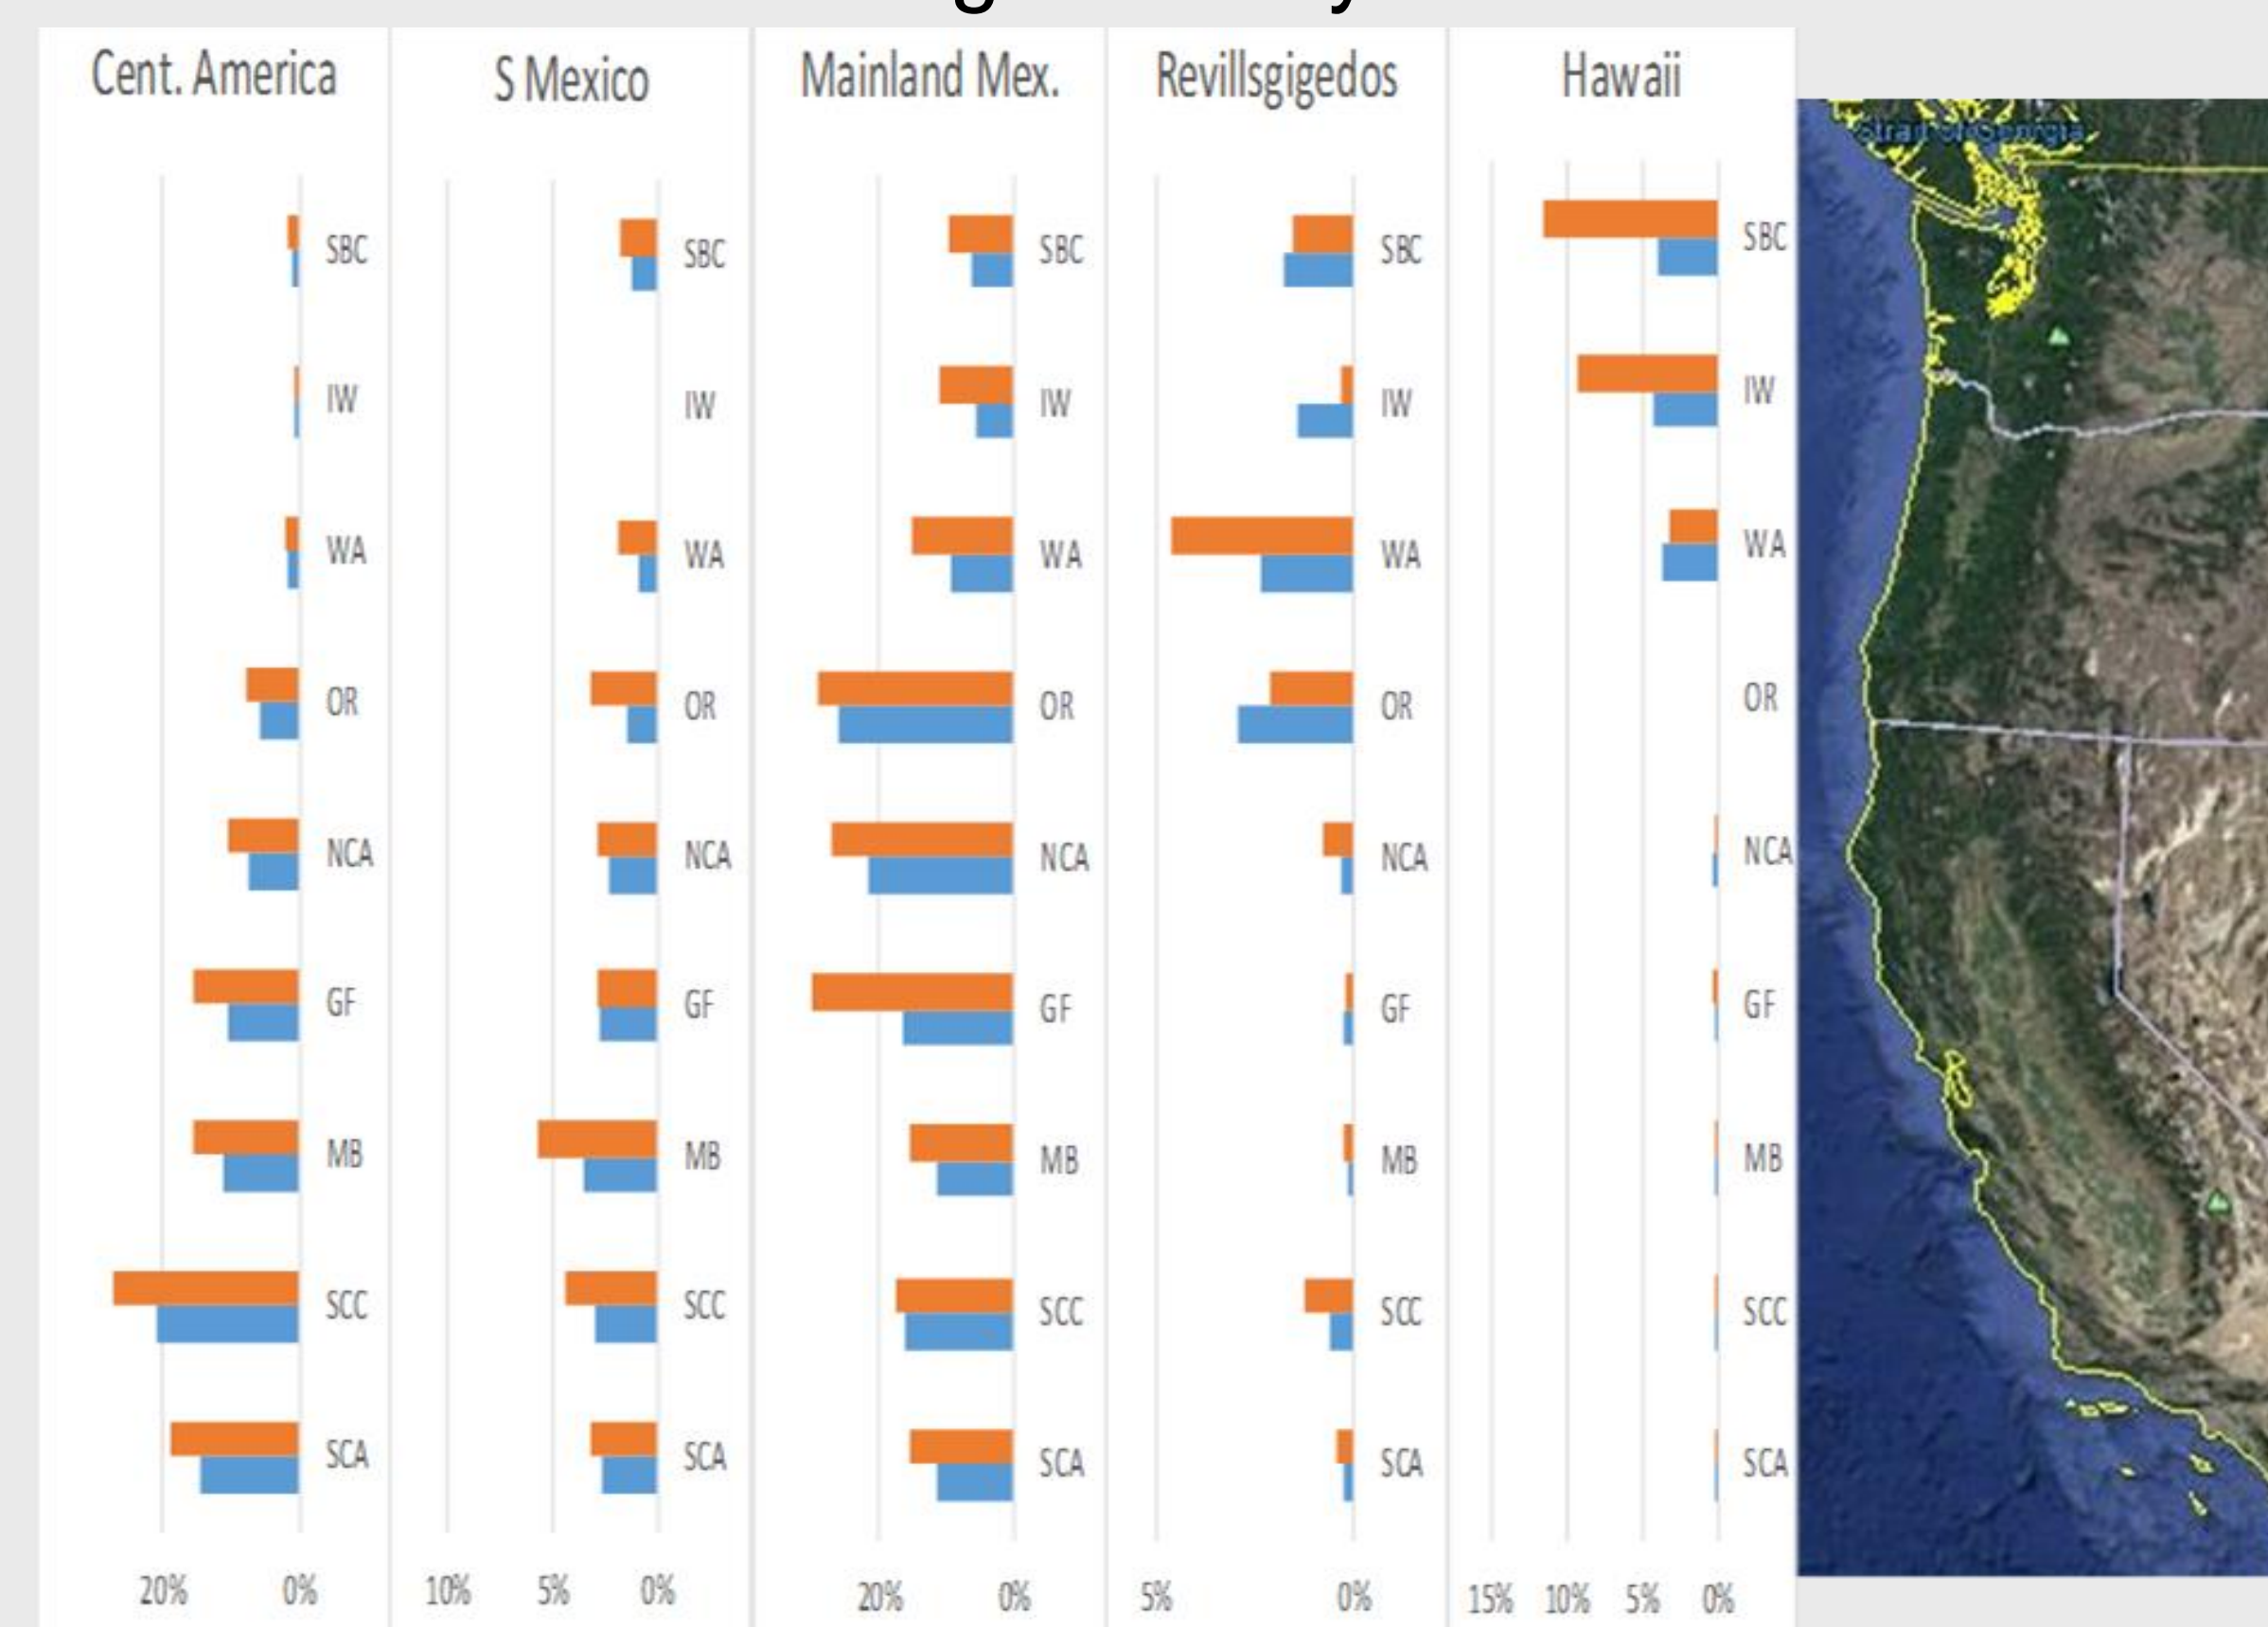 Cent. America
SBC
IW
WA
OR
NCA
GF
MB
SCC
SCA
20% 0%
S Mexico
SBC
IW
WA
OR
NCA
GF
MB
SCC
SCA
10% 5% 0%
Mainland Mex.
SBC
IW
WA
OR
NCA
GF
MB
SCC
SCA
20% 0%
Revillsgigedos
SBC
IW
WA
OR
NCA
GF
MB
SCC
SCA
5% 0%
Hawaii
SBC
IW
WA
OR
NCA
GF
MB
SCC
SCA
15% 10% 5% 0%
Strait of Georgia